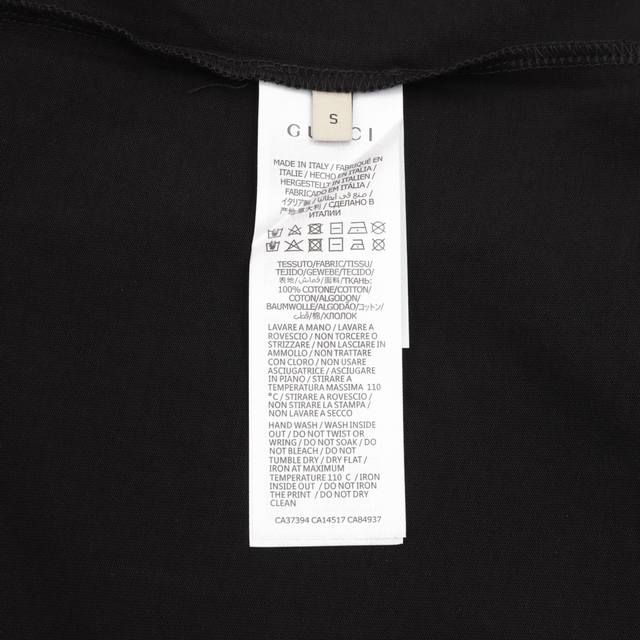 S
GUCCI
MADE IN ITALY / FABRIQUÉ EN
ITALIE / HECHO EN ITALIA /
HERGESTELLT IN ITALIEN /
FABRICADO EM ITÁLIA /
イタリア製 / صنع في ايطاليا /
产地:意大利 / СДЕЛАНО В
ИТАЛИИ
TESSUTO/FABRIC/TISSU/
TEJIDO/GEWEBE/TECIDO/
表地/قماش/面料/ТКАНЬ:
100% COTONE/COTTON/
COTON/ALGODON/
BAUMWOLLE/ALGODÃO/コットン/
قطن/棉/ХЛОПОК
LAVARE A MANO / LAVARE A
ROVESCIO / NON TORCERE O
STRIZZARE / NON LASCIARE IN
AMMOLLO / NON TRATTARE
CON CLORO / NON USARE
ASCIUGATRICE / ASCIUGARE
IN PIANO / STIRARE A
TEMPERATURA MASSIMA 110
°C / STIRARE A ROVESCIO /
NON STIRARE LA STAMPA /
NON LAVARE A SECCO
HAND WASH / WASH INSIDE
OUT / DO NOT TWIST OR
WRING / DO NOT SOAK / DO
NOT BLEACH / DO NOT
TUMBLE DRY / DRY FLAT /
IRON AT MAXIMUM
TEMPERATURE 110 C / IRON
INSIDE OUT / DO NOT IRON
THE PRINT / DO NOT DRY
CLEAN
CA37394 CA14517 CA84937